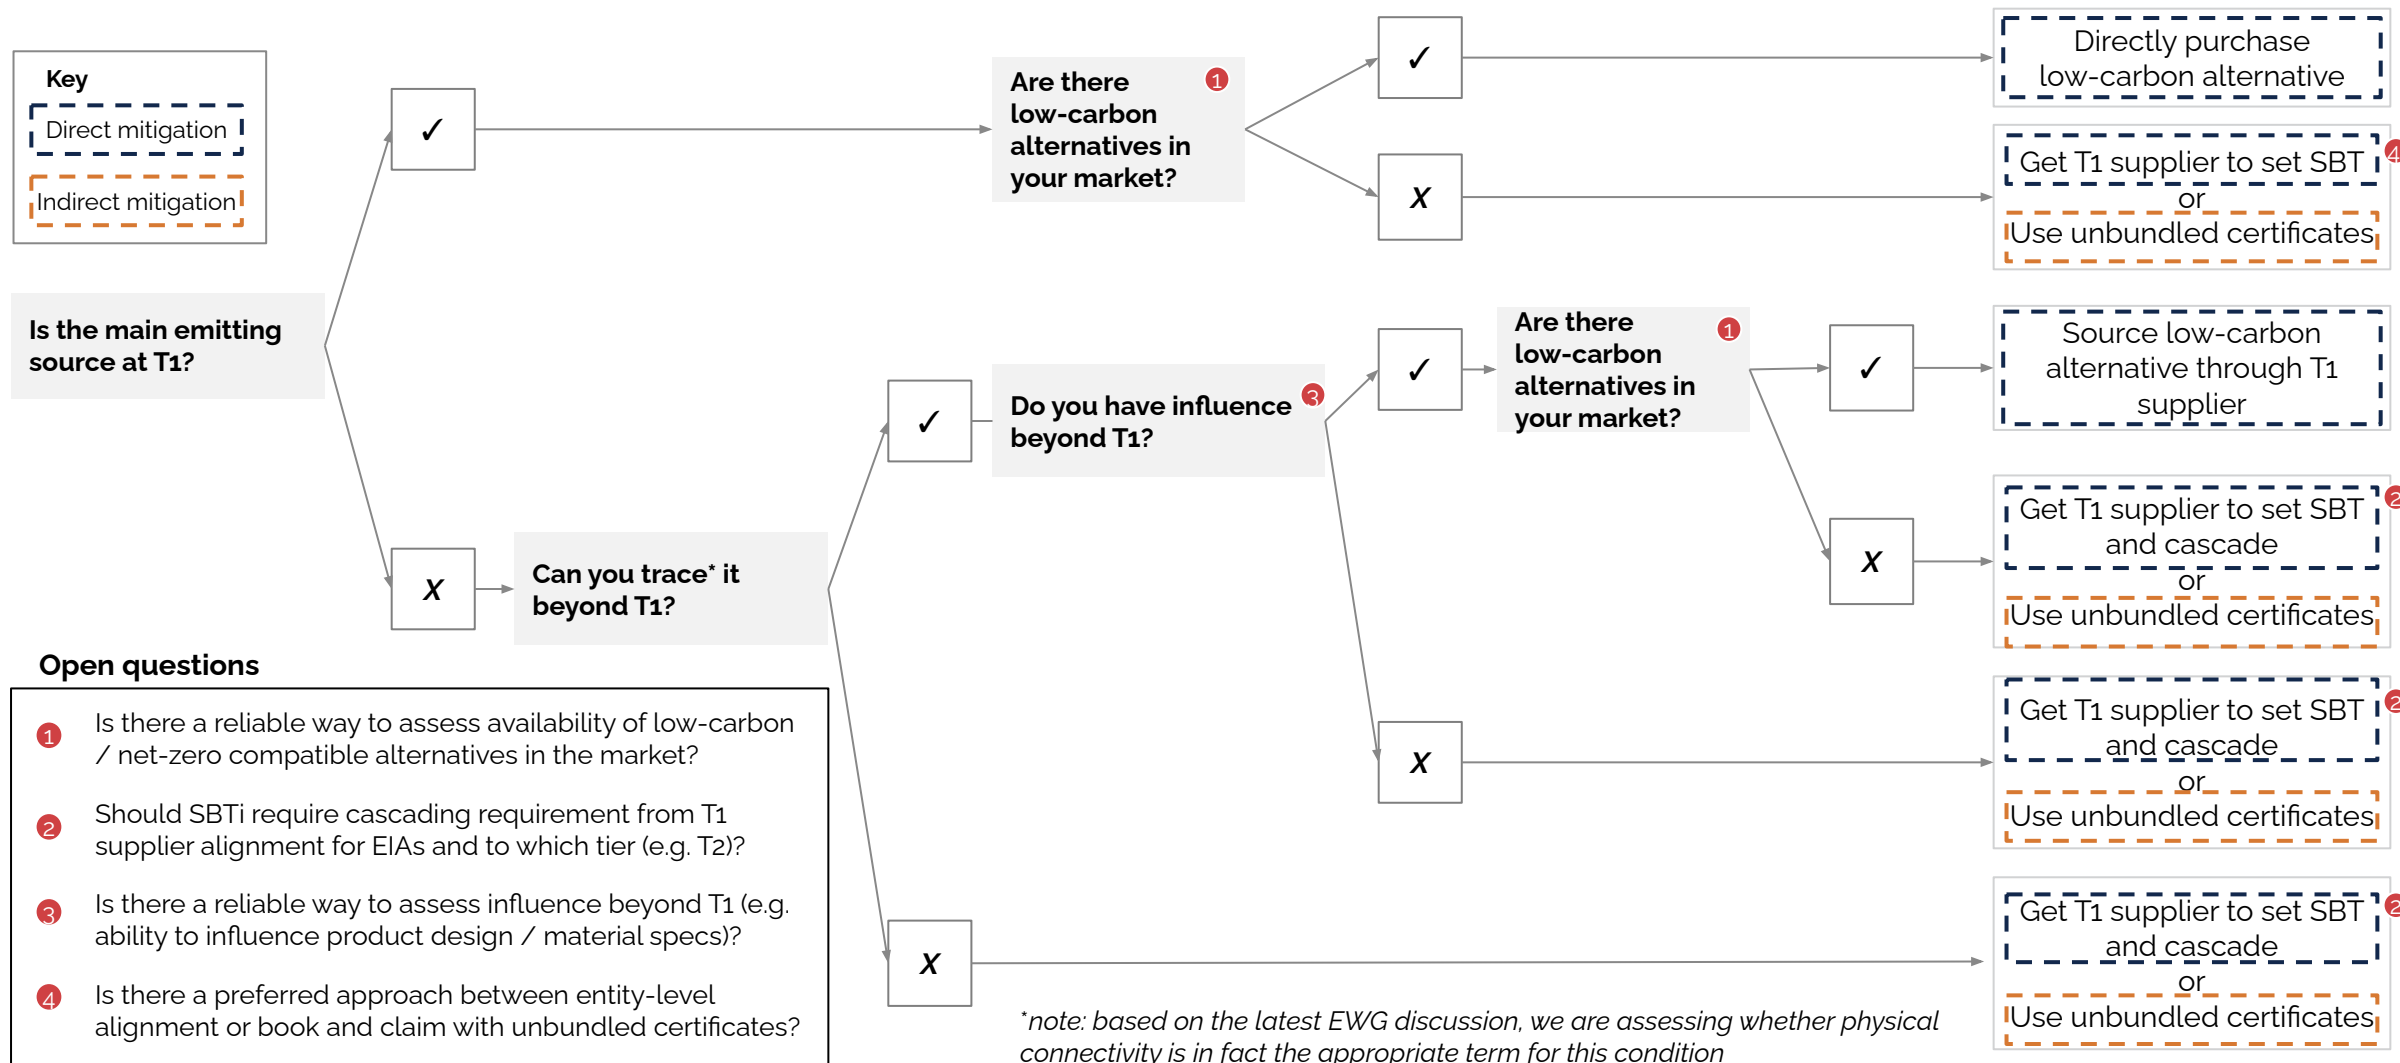 Key
Direct mitigation
Indirect mitigation
Is the main emitting
source at T1?
✓
x
Can you trace* it
beyond T1?
✓
x
Are there
low-carbon
alternatives in
your market?
1
✓
x
Do you have influence
beyond T1?
3
✓
x
Are there
low-carbon
alternatives in
your market?
1
✓
x
Directly purchase
low-carbon alternative
Get T1 supplier to set SBT
4
or
Use unbundled certificates
Source low-carbon
alternative through T1
supplier
Get T1 supplier to set SBT
and cascade
2
or
Use unbundled certificates
Get T1 supplier to set SBT
and cascade
2
or
Use unbundled certificates
Get T1 supplier to set SBT
and cascade
2
or
Use unbundled certificates
Open questions
1 Is there a reliable way to assess availability of low-carbon
/ net-zero compatible alternatives in the market?
2 Should SBTi require cascading requirement from T1
supplier alignment for EIAs and to which tier (e.g. T2)?
3 Is there a reliable way to assess influence beyond T1 (e.g.
ability to influence product design / material specs)?
4 Is there a preferred approach between entity-level
alignment or book and claim with unbundled certificates?
*note: based on the latest EWG discussion, we are assessing whether physical
connectivity is in fact the appropriate term for this condition